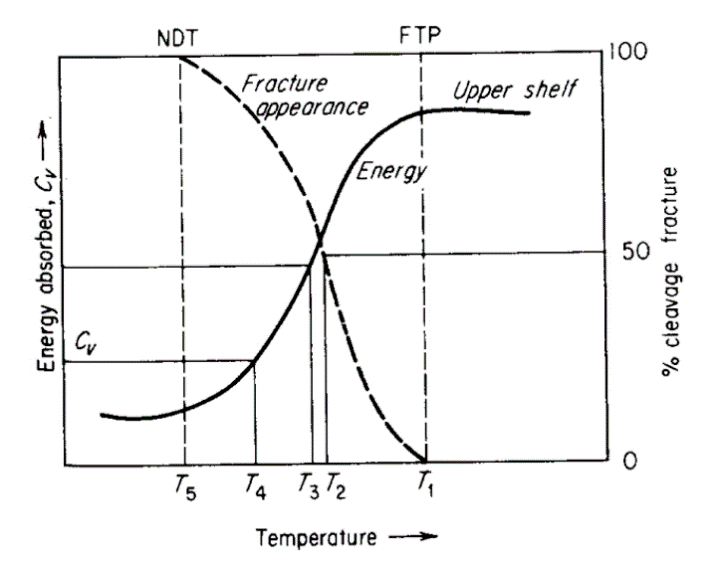 NDT FTP
100
Fracture
appearance
Upper shelf
Energy
Energy absorbed, Cᵥ
50
% cleavage fracture
Cᵥ
0
T₅ T₄ T₃ T₂ T₁
Temperature